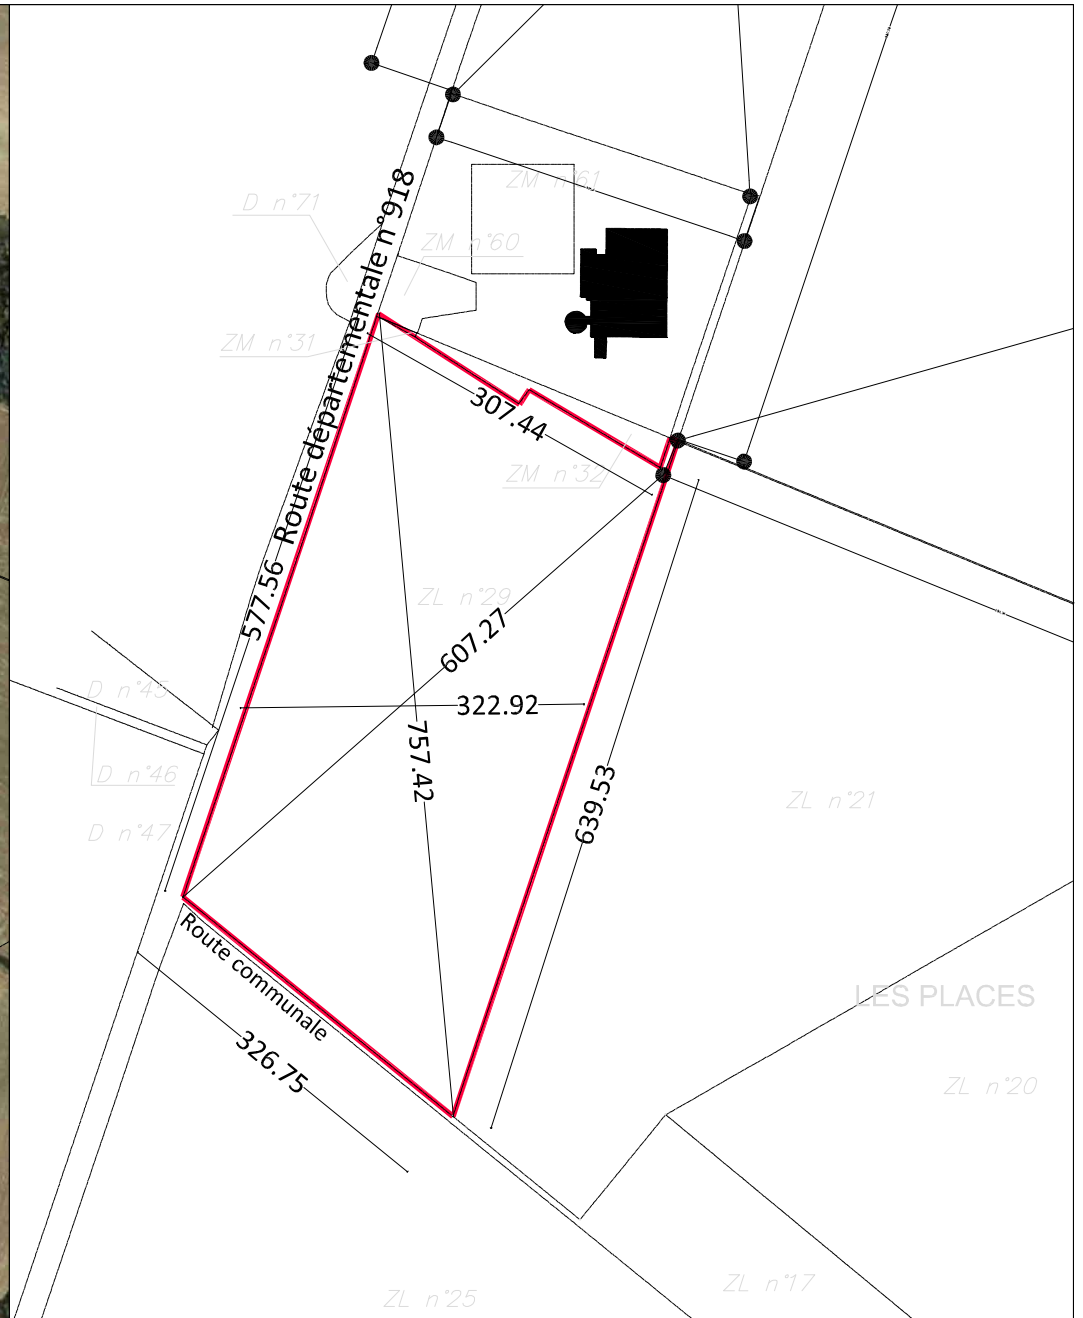 ZM n°61
Route départementale n°918
D n°71
ZM n°60
ZM n°31
307.44
ZM n°32
577.56
ZL n°29
607.27
D n°45
322.92
757.42
D n°46
639.53
ZL n°21
D n°47
Route communale
LES PLACES
326.75
ZL n°20
ZL n°17
ZL n°25